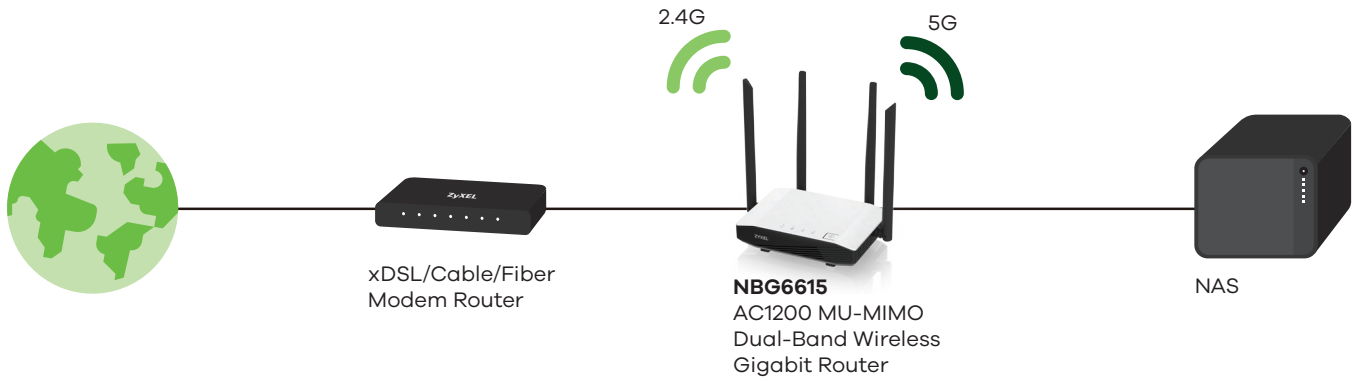 2.4G
5G
ZyXEL
ZYXEL
xDSL/Cable/Fiber
Modem Router
NBG6615
AC1200 MU-MIMO
Dual-Band Wireless
Gigabit Router
NAS